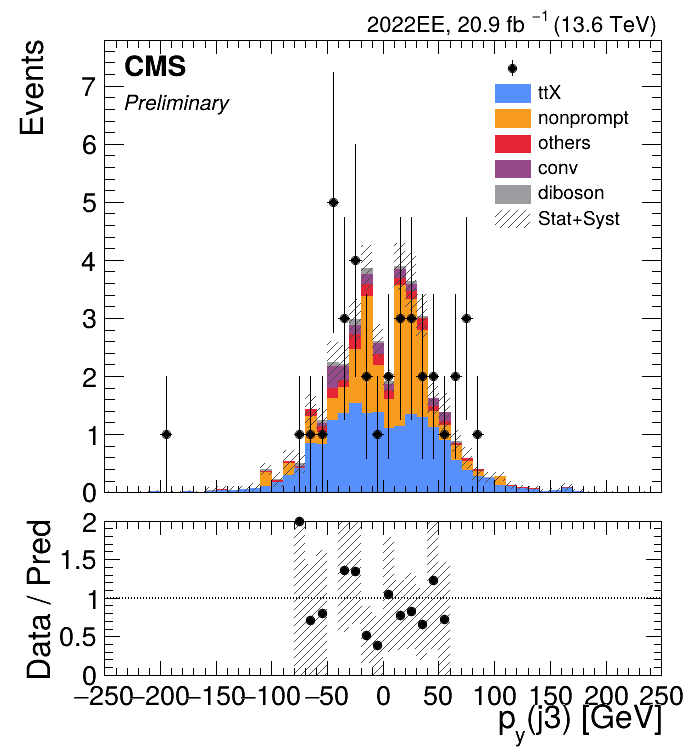 2022EE, 20.9 fb⁻¹ (13.6 TeV)
CMS
Preliminary
Events
7
6
5
4
3
2
1
0
ttX
nonprompt
others
conv
diboson
Stat+Syst
Data / Pred
2
1.5
1
0.5
0
−250 −200 −150 −100 −50 0 50 100 150 200 250
p_y(j3) [GeV]